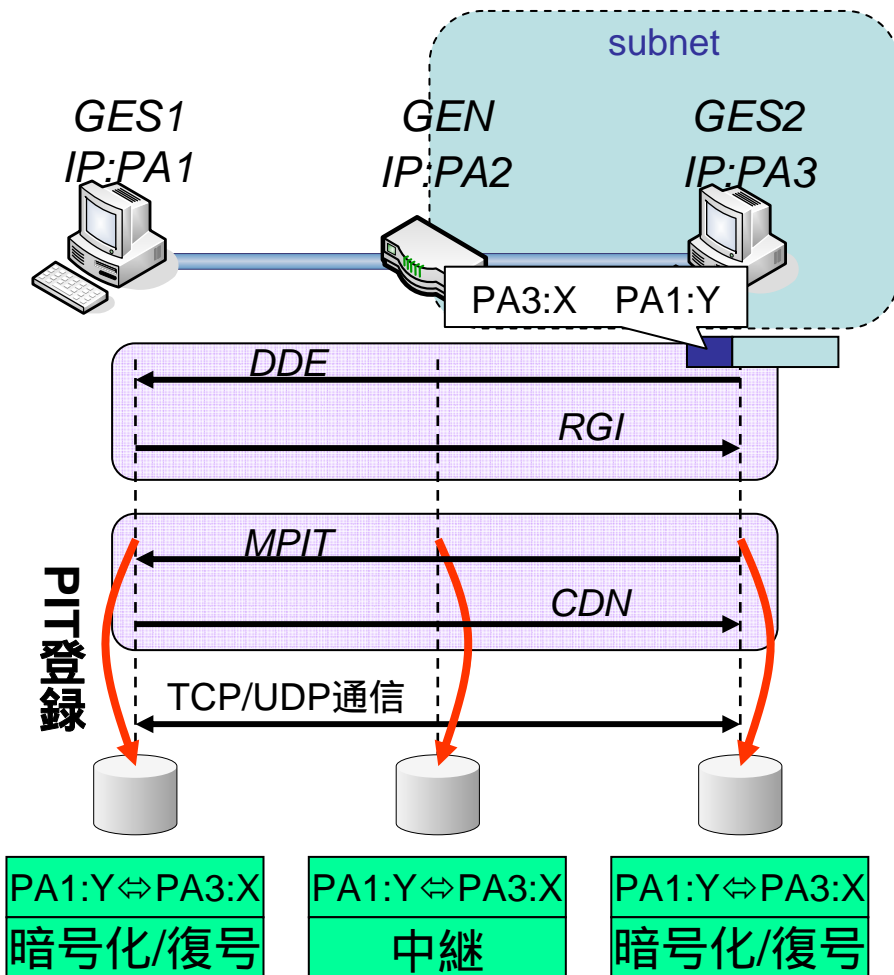 subnet
GES1
IP:PA1
GEN
IP:PA2
GES2
IP:PA3
PA3:X PA1:Y
DDE
RGI
MPIT
CDN
PIT登録
TCP/UDP通信
PA1:Y⇔PA3:X
暗号化/復号
PA1:Y⇔PA3:X
中継
PA1:Y⇔PA3:X
暗号化/復号